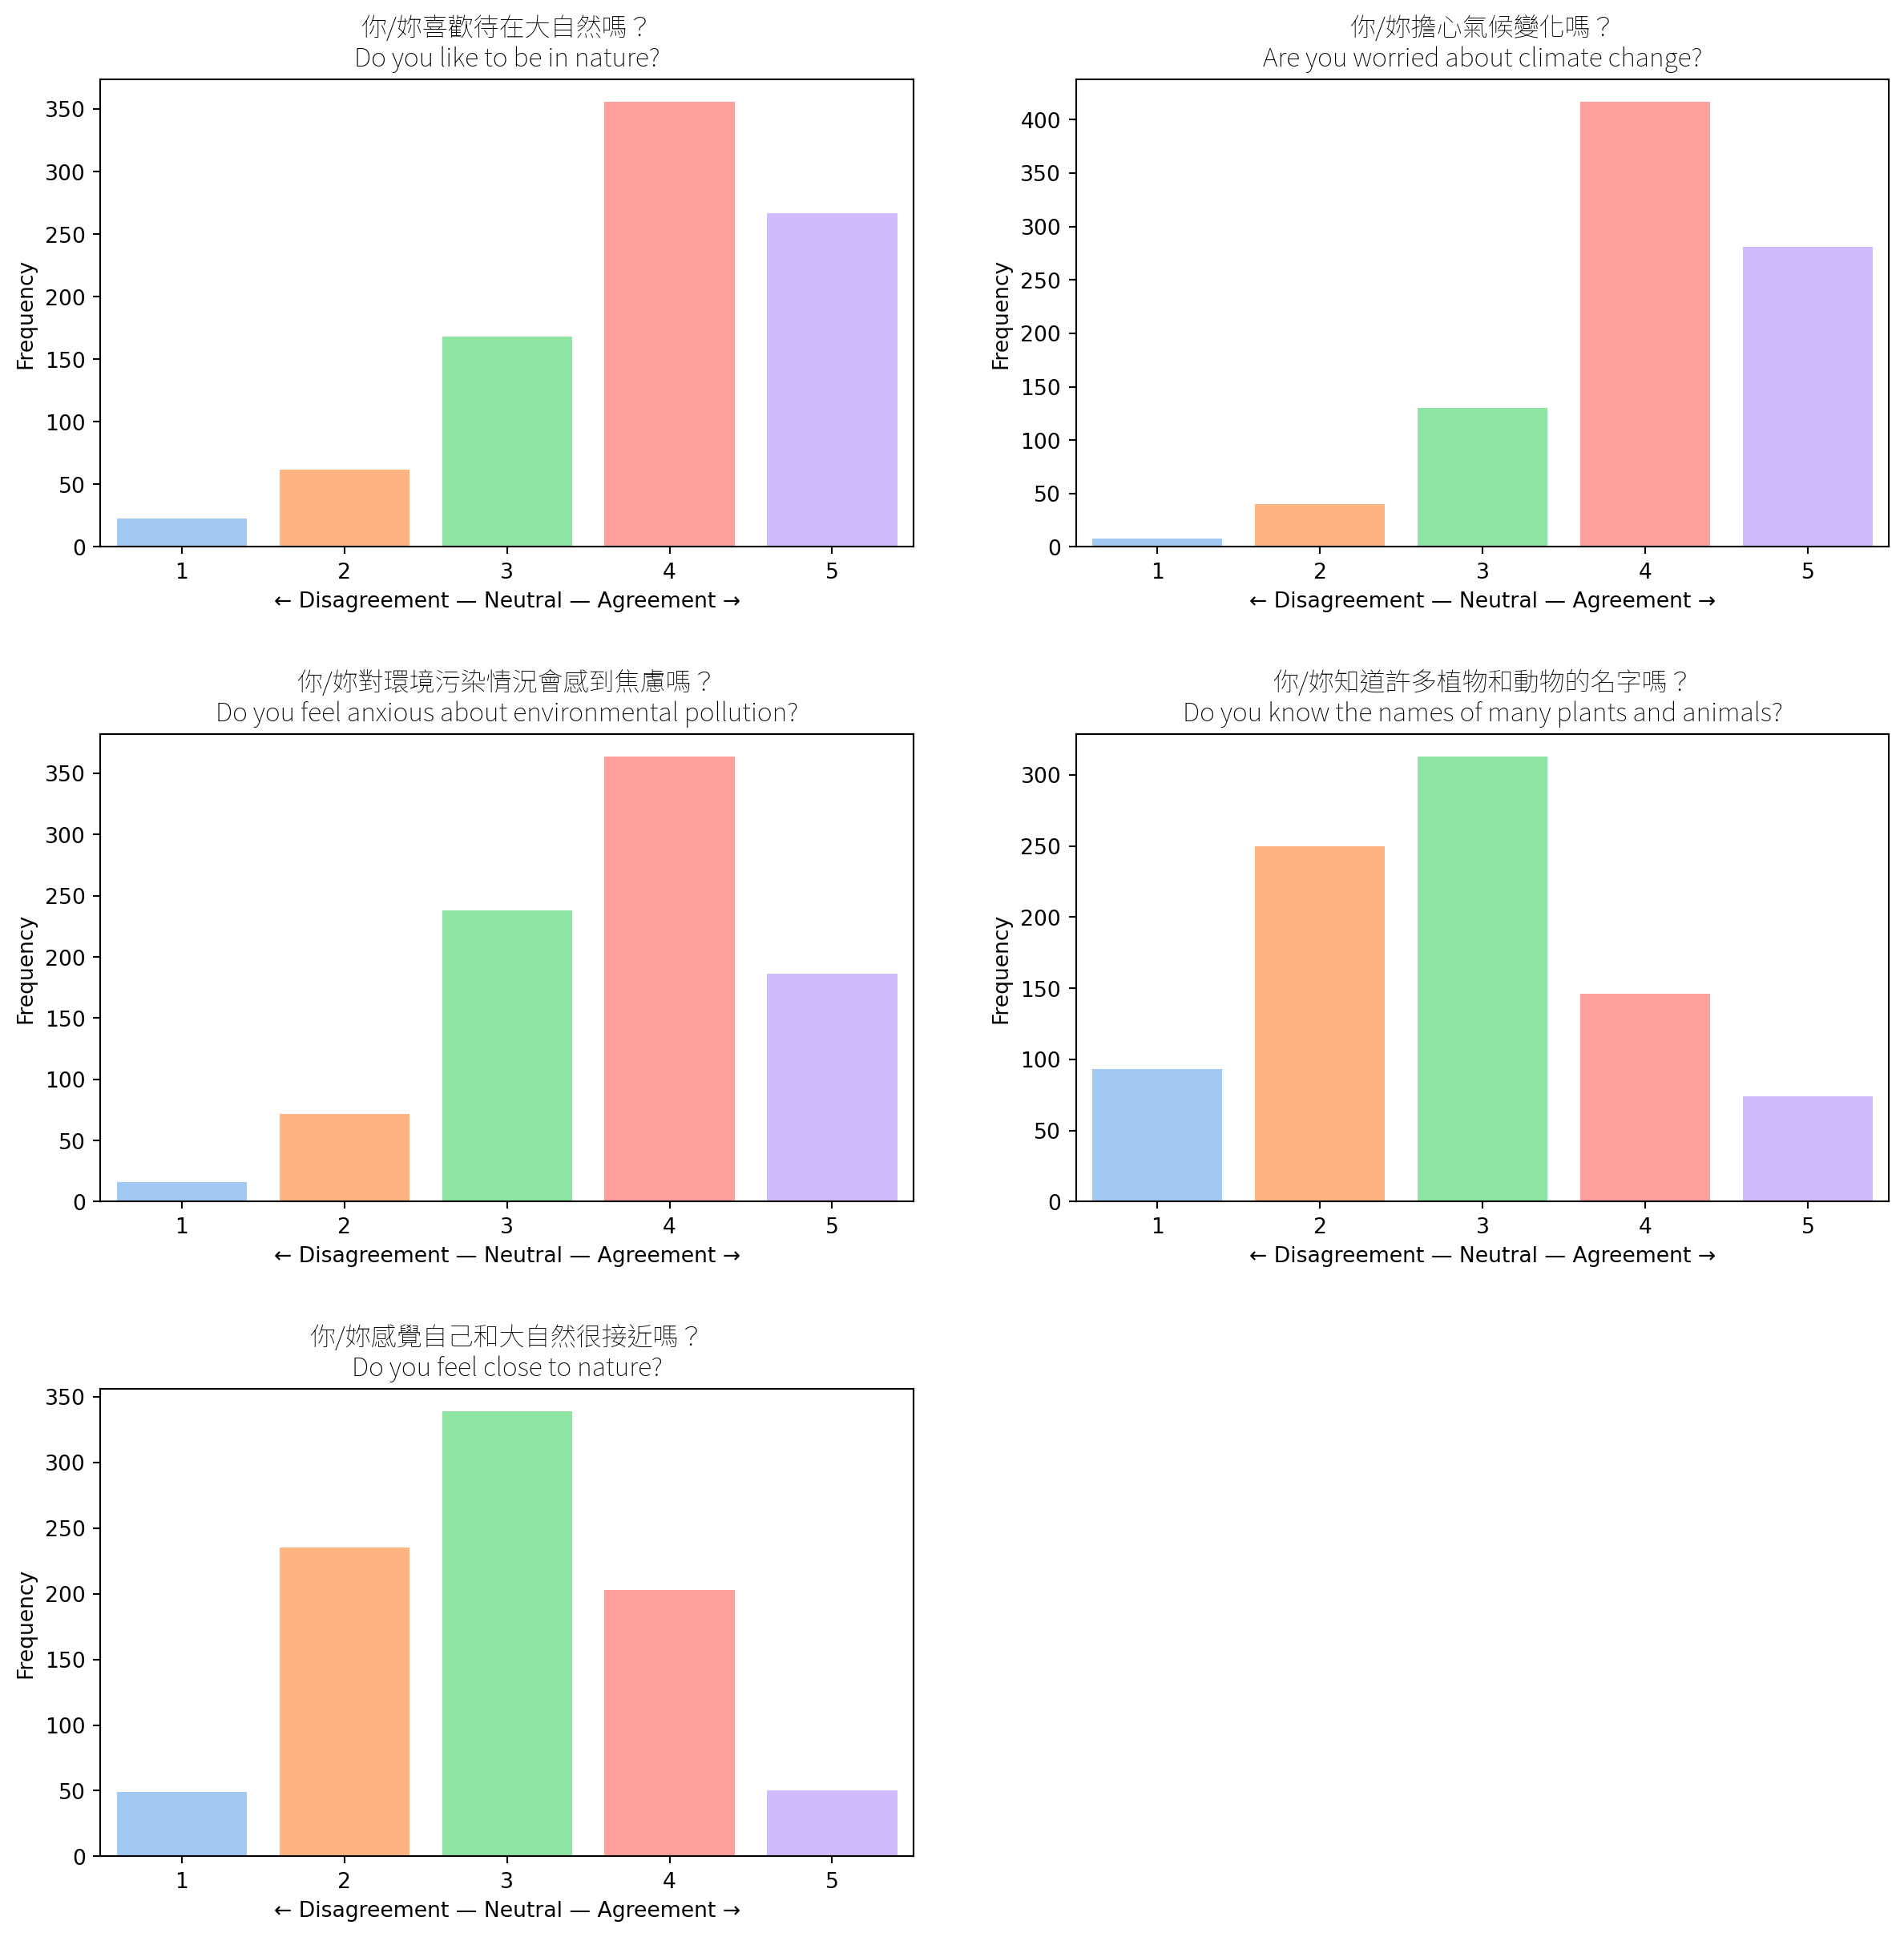 你/妳喜歡待在大自然嗎？
Do you like to be in nature?
Frequency
350
300
250
200
150
100
50
0
1 2 3 4 5
← Disagreement — Neutral — Agreement →
你/妳擔心氣候變化嗎？
Are you worried about climate change?
Frequency
400
350
300
250
200
150
100
50
0
1 2 3 4 5
← Disagreement — Neutral — Agreement →
你/妳對環境污染情況會感到焦慮嗎？
Do you feel anxious about environmental pollution?
Frequency
350
300
250
200
150
100
50
0
1 2 3 4 5
← Disagreement — Neutral — Agreement →
你/妳知道許多植物和動物的名字嗎？
Do you know the names of many plants and animals?
Frequency
300
250
200
150
100
50
0
1 2 3 4 5
← Disagreement — Neutral — Agreement →
你/妳感覺自己和大自然很接近嗎？
Do you feel close to nature?
Frequency
350
300
250
200
150
100
50
0
1 2 3 4 5
← Disagreement — Neutral — Agreement →